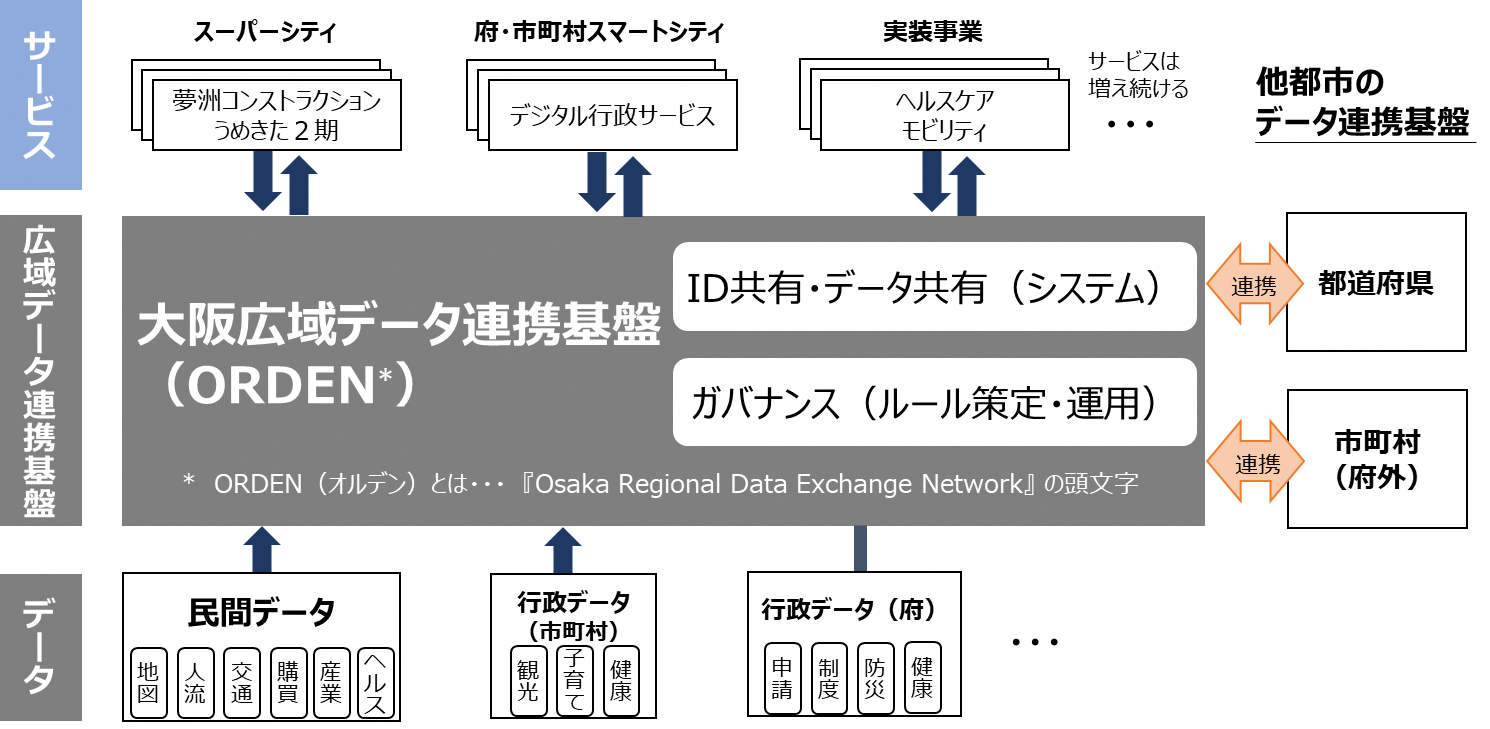 サービス
スーパーシティ
夢洲コンストラクション
うめきた２期
府・市町村スマートシティ
デジタル行政サービス
実装事業
ヘルスケア
モビリティ
サービスは
増え続ける
・・・
他都市の
データ連携基盤
広域データ連携基盤
大阪広域データ連携基盤
（ORDEN*）
ID共有・データ共有（システム）
ガバナンス（ルール策定・運用）
* ORDEN（オルデン）とは・・・『Osaka Regional Data Exchange Network』の頭文字
連携
都道府県
連携
市町村
（府外）
データ
民間データ
地図
人流
交通
購買
産業
ヘルス
行政データ
（市町村）
観光
子育て
健康
行政データ（府）
申請
制度
防災
健康
・・・